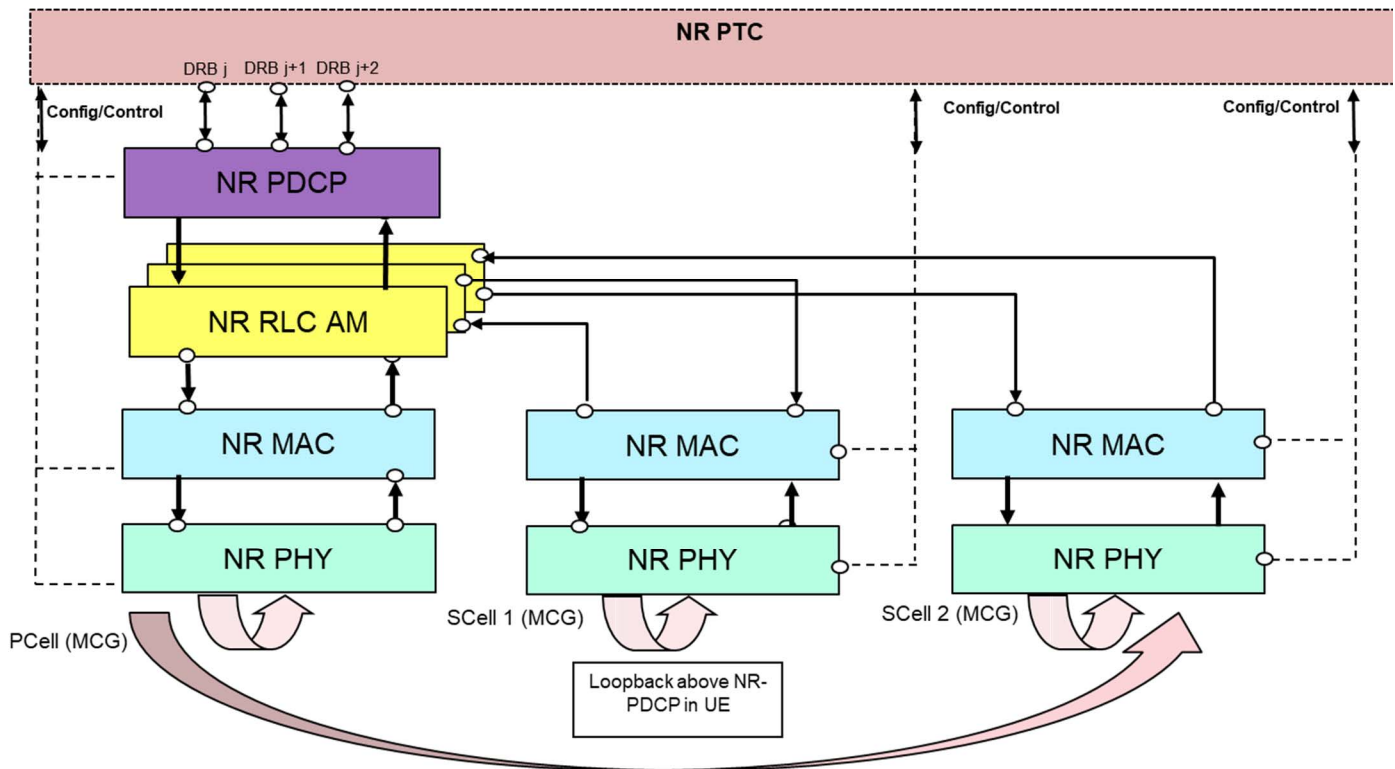 NR PTC
DRB j
DRB j+1
DRB j+2
Config/Control
Config/Control
Config/Control
NR PDCP
NR RLC AM
NR MAC
NR MAC
NR MAC
NR PHY
NR PHY
NR PHY
PCell (MCG)
SCell 1 (MCG)
SCell 2 (MCG)
Loopback above NR-
PDCP in UE